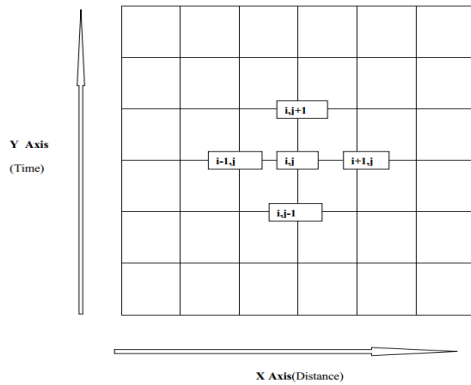 i,j+1
Y Axis
(Time)
i-1,j
i,j
i+1,j
i,j-1
X Axis(Distance)